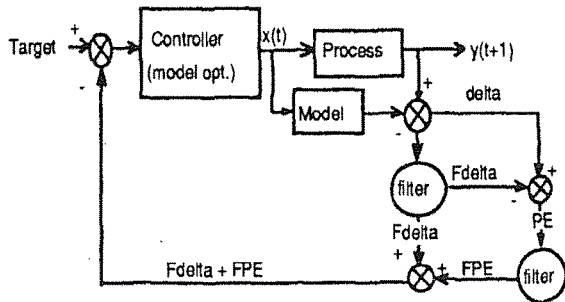 +
Target
-
Controller
(model opt.)
x(t)
Process
y(t+1)
Model
+
-
delta
filter
Fdelta
+
-
PE
Fdelta
+
+
FPE
filter
Fdelta + FPE